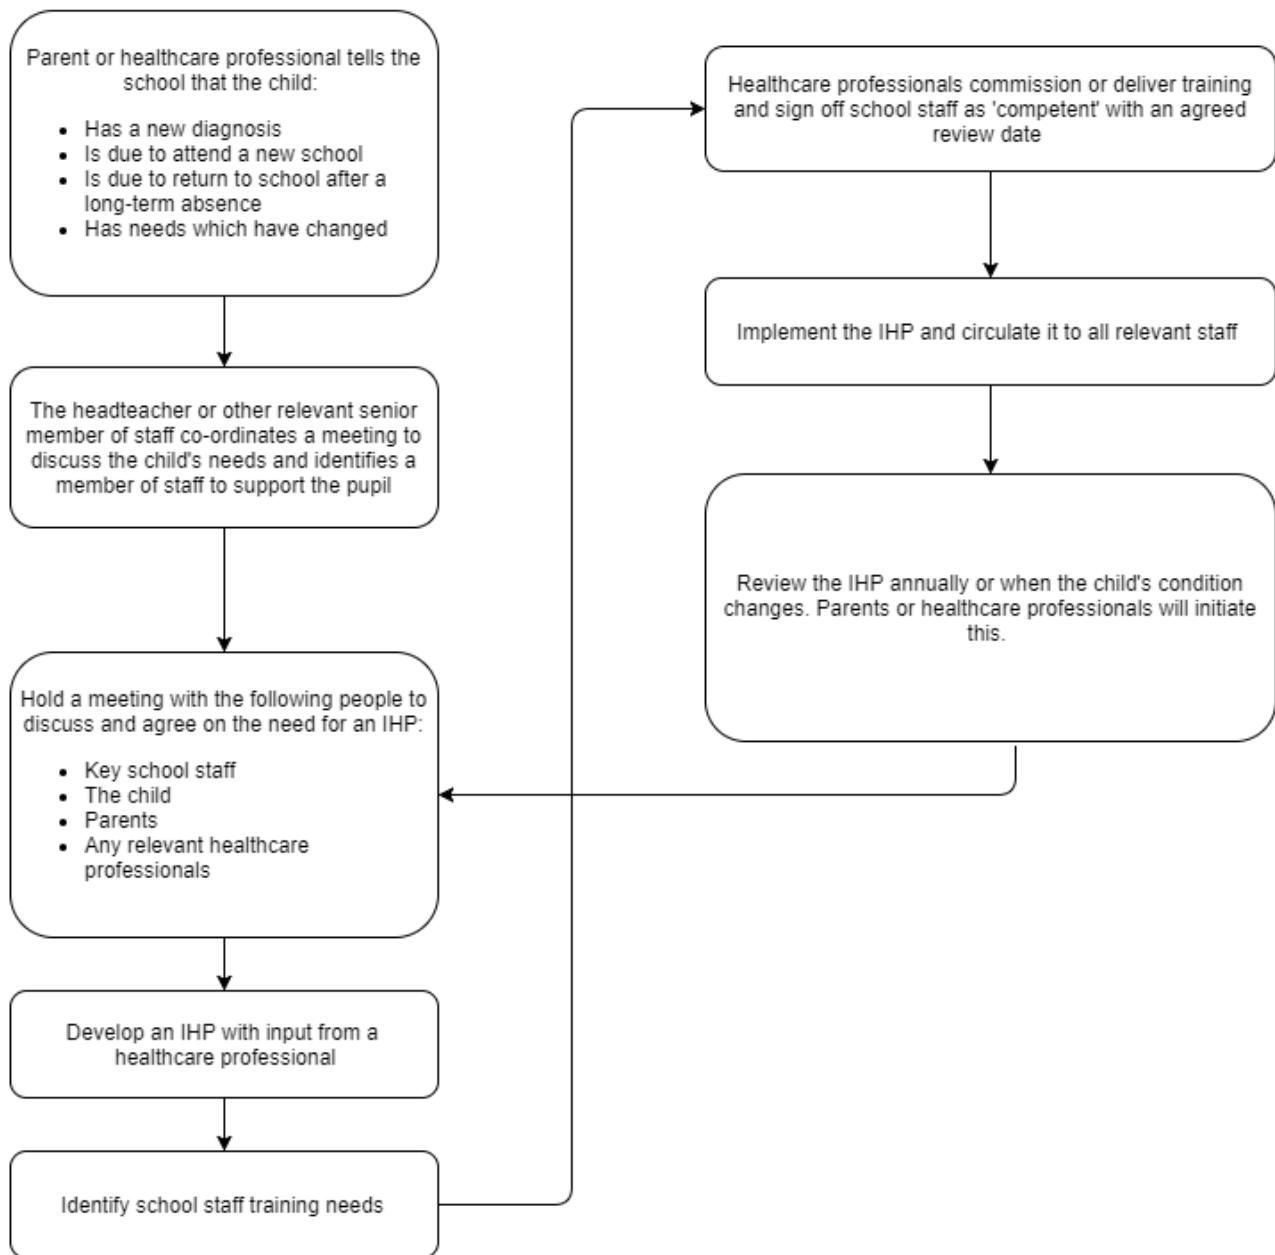 Parent or healthcare professional tells the
school that the child:
• Has a new diagnosis
• Is due to attend a new school
• Is due to return to school after a
long-term absence
• Has needs which have changed
The headteacher or other relevant senior
member of staff co-ordinates a meeting to
discuss the child's needs and identifies a
member of staff to support the pupil
Hold a meeting with the following people to
discuss and agree on the need for an IHP:
• Key school staff
• The child
• Parents
• Any relevant healthcare
professionals
Develop an IHP with input from a
healthcare professional
Identify school staff training needs
Healthcare professionals commission or deliver training
and sign off school staff as 'competent' with an agreed
review date
Implement the IHP and circulate it to all relevant staff
Review the IHP annually or when the child's condition
changes. Parents or healthcare professionals will initiate
this.